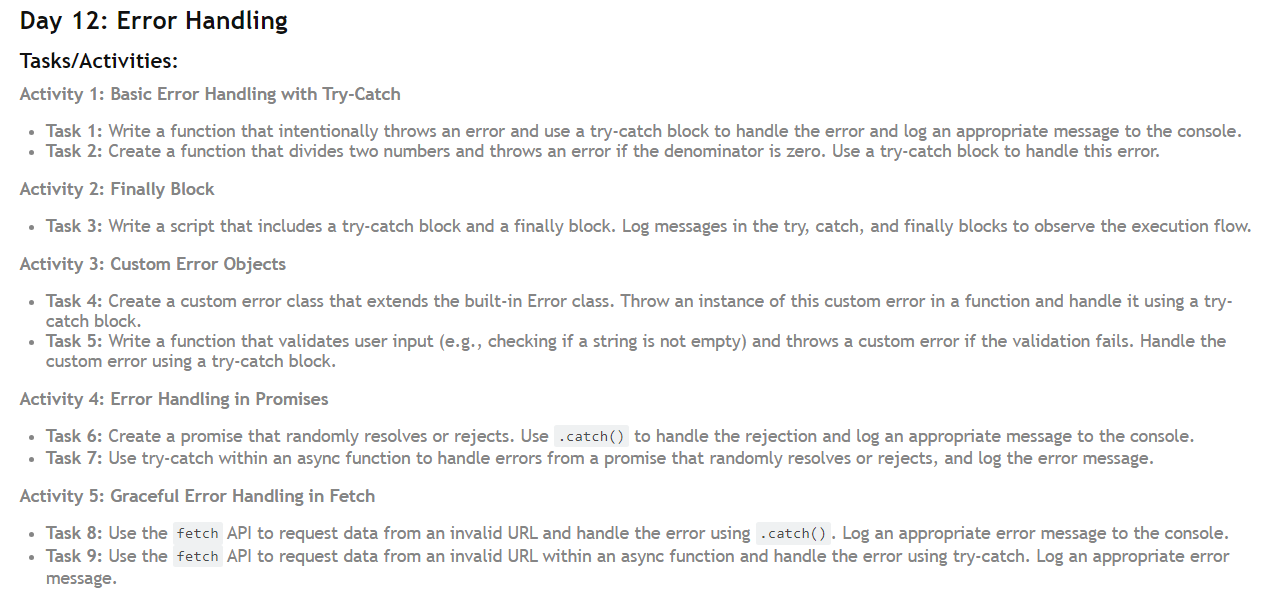 Day 12: Error Handling
Tasks/Activities:
Activity 1: Basic Error Handling with Try-Catch
• Task 1: Write a function that intentionally throws an error and use a try-catch block to handle the error and log an appropriate message to the console.
• Task 2: Create a function that divides two numbers and throws an error if the denominator is zero. Use a try-catch block to handle this error.
Activity 2: Finally Block
• Task 3: Write a script that includes a try-catch block and a finally block. Log messages in the try, catch, and finally blocks to observe the execution flow.
Activity 3: Custom Error Objects
• Task 4: Create a custom error class that extends the built-in Error class. Throw an instance of this custom error in a function and handle it using a try-
catch block.
• Task 5: Write a function that validates user input (e.g., checking if a string is not empty) and throws a custom error if the validation fails. Handle the
custom error using a try-catch block.
Activity 4: Error Handling in Promises
• Task 6: Create a promise that randomly resolves or rejects. Use .catch() to handle the rejection and log an appropriate message to the console.
• Task 7: Use try-catch within an async function to handle errors from a promise that randomly resolves or rejects, and log the error message.
Activity 5: Graceful Error Handling in Fetch
• Task 8: Use the fetch API to request data from an invalid URL and handle the error using .catch(). Log an appropriate error message to the console.
• Task 9: Use the fetch API to request data from an invalid URL within an async function and handle the error using try-catch. Log an appropriate error
message.